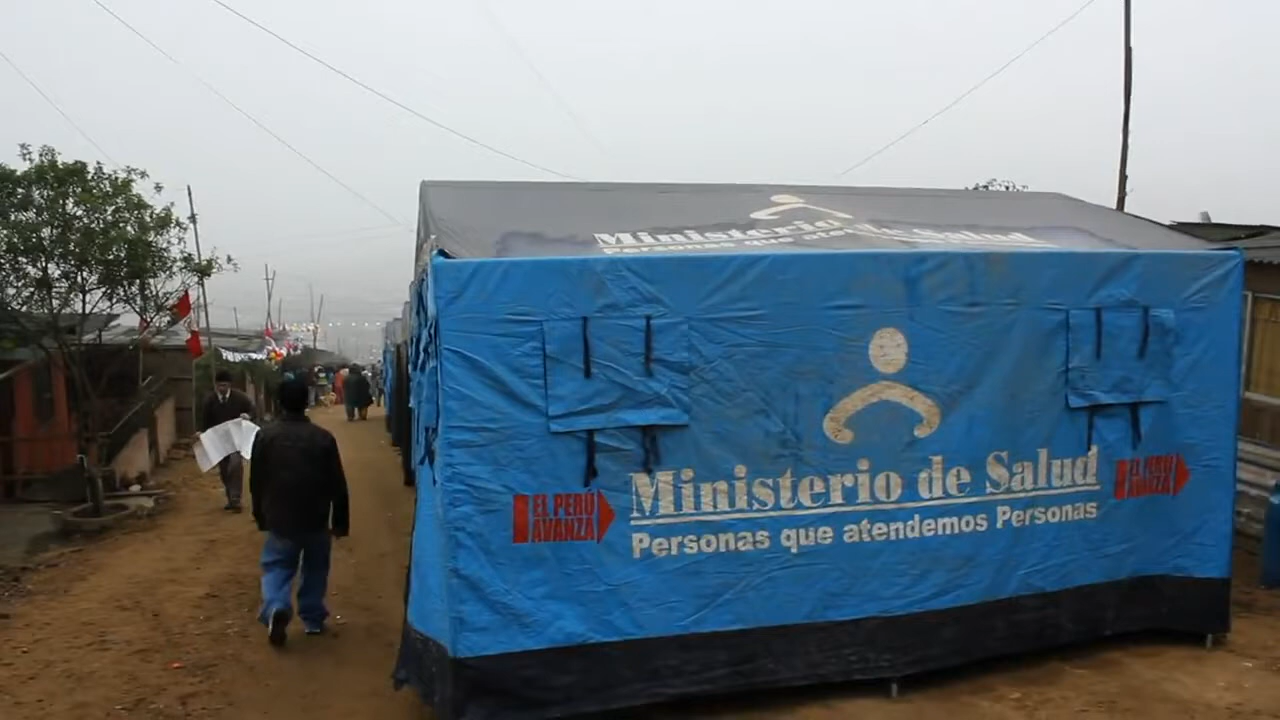 Ministerio de Salud
Personas que atendemos Personas
EL PERÚ
AVANZA
Ministerio de Salud
Personas que atendemos Personas
EL PERÚ
AVANZA